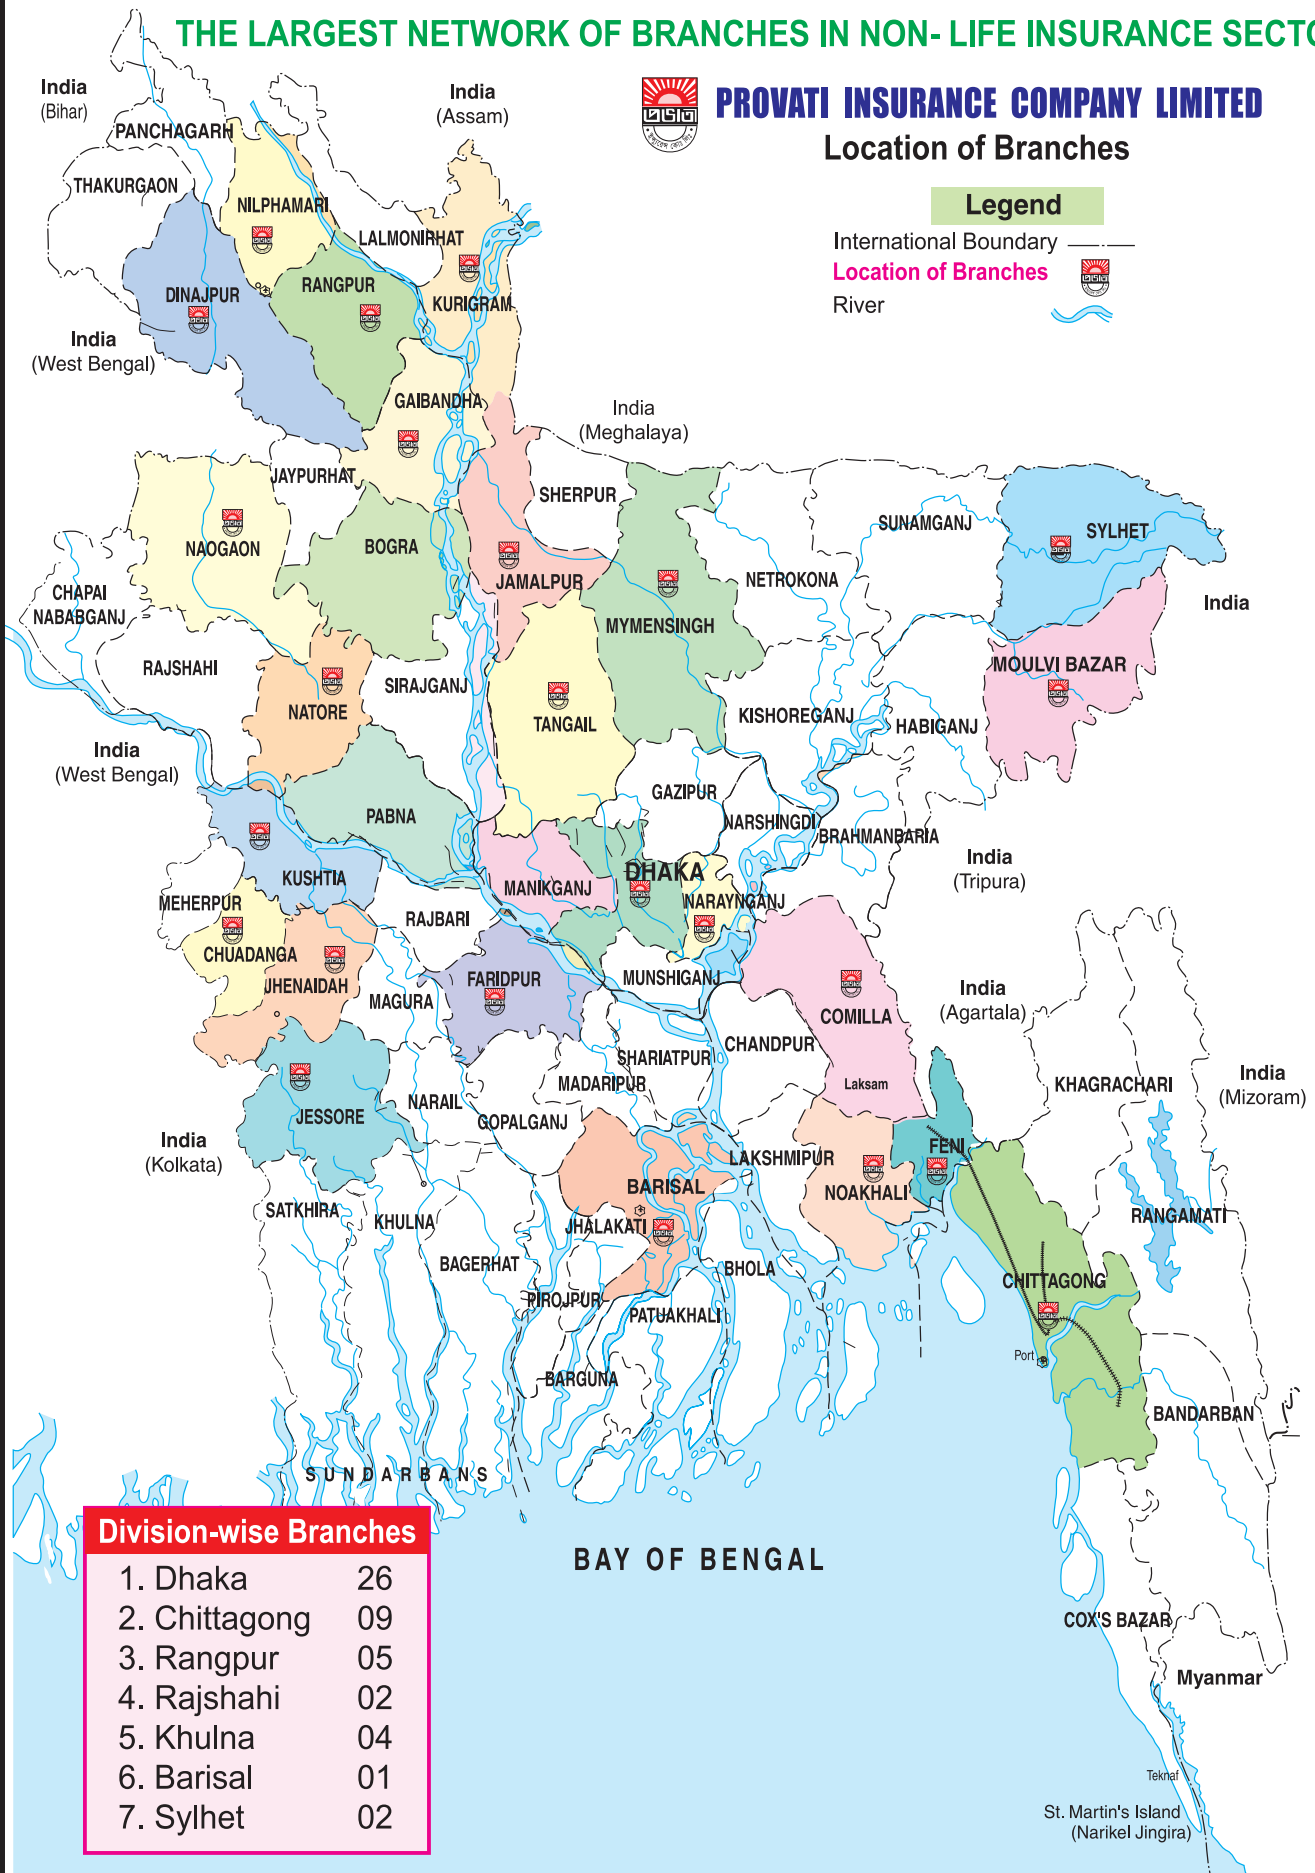 THE LARGEST NETWORK OF BRANCHES IN NON- LIFE INSURANCE SECTO
PROVATI INSURANCE COMPANY LIMITED
Location of Branches
Legend
International Boundary
Location of Branches
River
India
(Bihar)
India
(Assam)
PANCHAGARH
THAKURGAON
NILPHAMARI
LALMONIRHAT
DINAJPUR
RANGPUR
KURIGRAM
India
(West Bengal)
GAIBANDHA
India
(Meghalaya)
JAYPURHAT
SHERPUR
SUNAMGANJ
SYLHET
NAOGAON
BOGRA
JAMALPUR
NETROKONA
CHAPAI
NABABGANJ
India
MYMENSINGH
RAJSHAHI
SIRAJGANJ
MOULVI BAZAR
NATORE
TANGAIL
KISHOREGANJ
HABIGANJ
India
(West Bengal)
GAZIPUR
PABNA
NARSHINGDI
BRAHMANBARIA
India
(Tripura)
KUSHTIA
MANIKGANJ
DHAKA
MEHERPUR
NARAYNGANJ
RAJBARI
CHUADANGA
JHENAIDAH
MAGURA
FARIDPUR
MUNSHIGANJ
COMILLA
India
(Agartala)
CHANDPUR
SHARIATPUR
MADARIPUR
Laksam
KHAGRACHARI
India
(Mizoram)
JESSORE
NARAIL
GOPALGANJ
India
(Kolkata)
LAKSHMIPUR
FENI
BARISAL
NOAKHALI
SATKHIRA
KHULNA
JHALAKATI
RANGAMATI
BAGERHAT
BHOLA
CHITTAGONG
PIROJPUR
PATUAKHALI
Port
BARGUNA
BANDARBAN
SUNDARBANS
BAY OF BENGAL
COX'S BAZAR
Myanmar
Teknaf
St. Martin's Island
(Narikel Jingira)
Division-wise Branches
1. Dhaka 26
2. Chittagong 09
3. Rangpur 05
4. Rajshahi 02
5. Khulna 04
6. Barisal 01
7. Sylhet 02